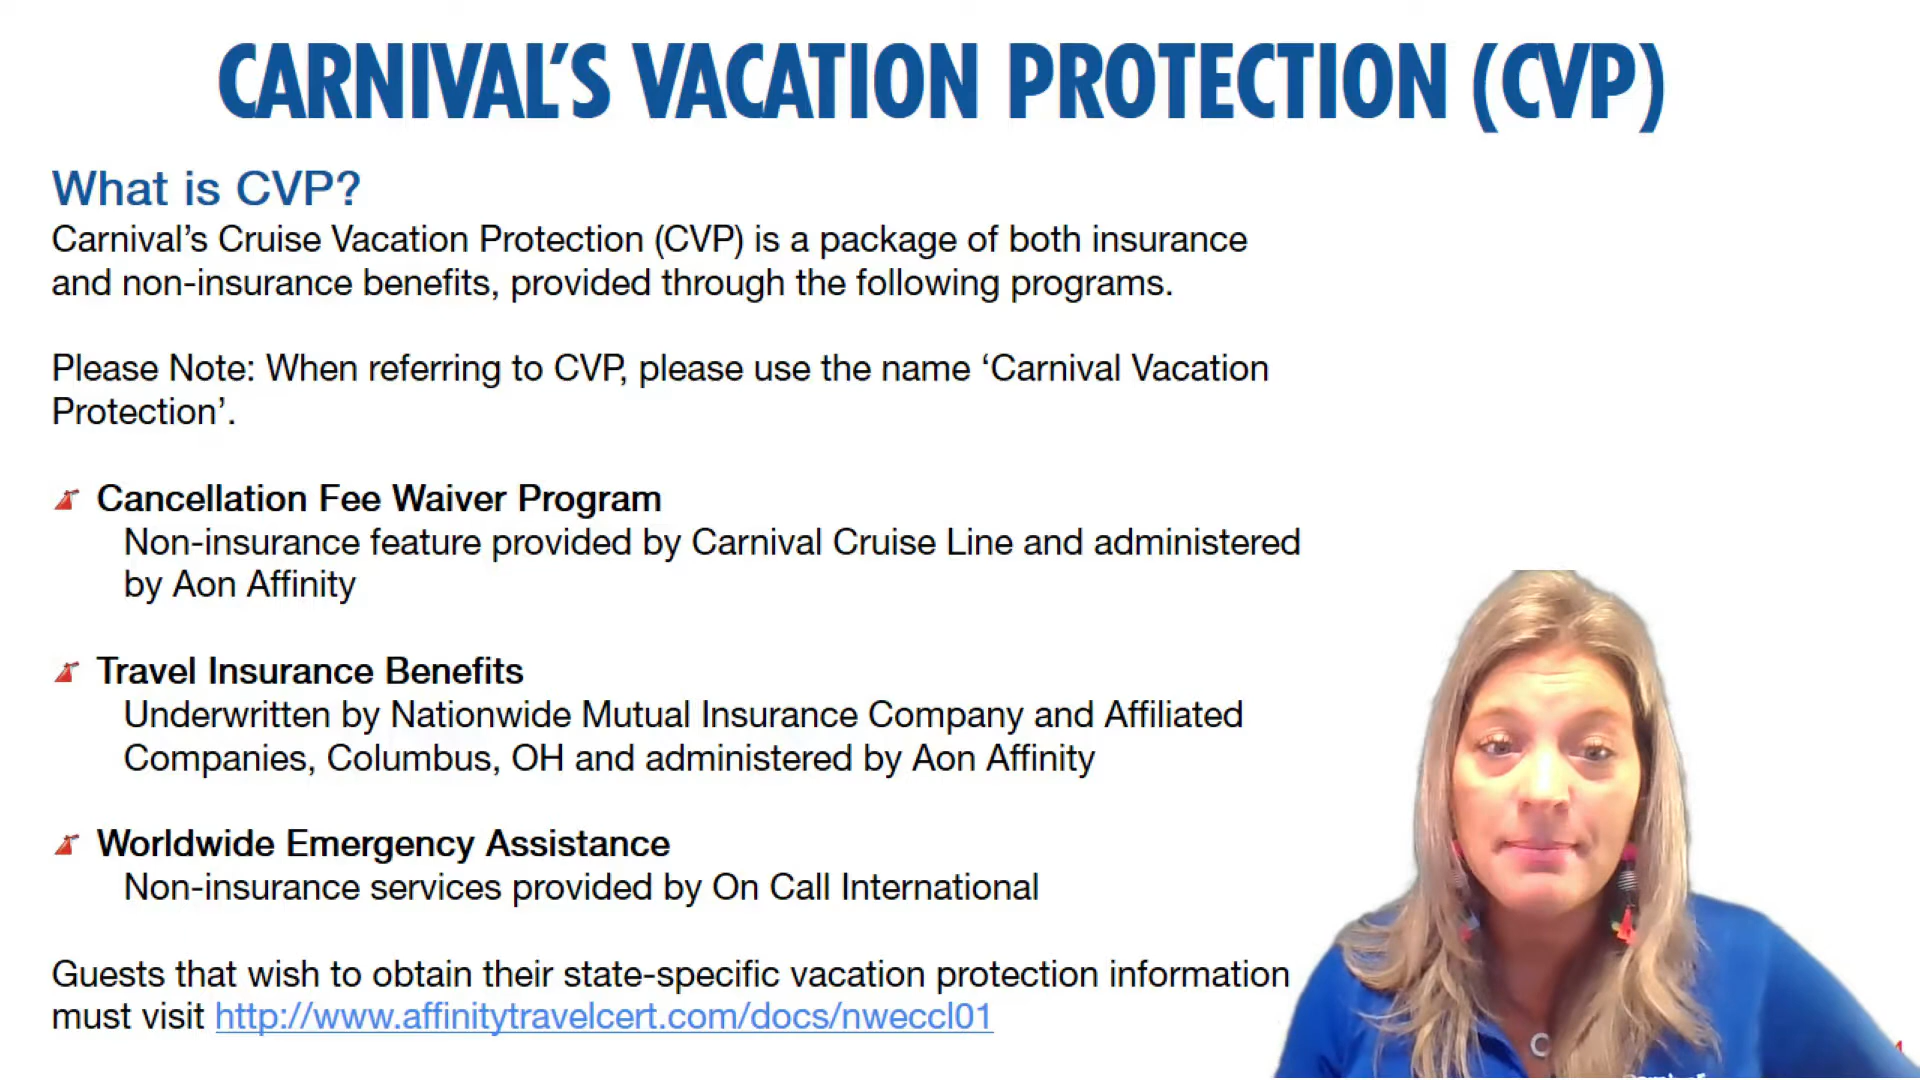 CARNIVAL’S VACATION PROTECTION (CVP)
What is CVP?
Carnival’s Cruise Vacation Protection (CVP) is a package of both insurance
and non-insurance benefits, provided through the following programs.
Please Note: When referring to CVP, please use the name ‘Carnival Vacation
Protection’.
Cancellation Fee Waiver Program
Non-insurance feature provided by Carnival Cruise Line and administered
by Aon Affinity
Travel Insurance Benefits
Underwritten by Nationwide Mutual Insurance Company and Affiliated
Companies, Columbus, OH and administered by Aon Affinity
Worldwide Emergency Assistance
Non-insurance services provided by On Call International
Guests that wish to obtain their state-specific vacation protection information
must visit http://www.affinitytravelcert.com/docs/nweccl01